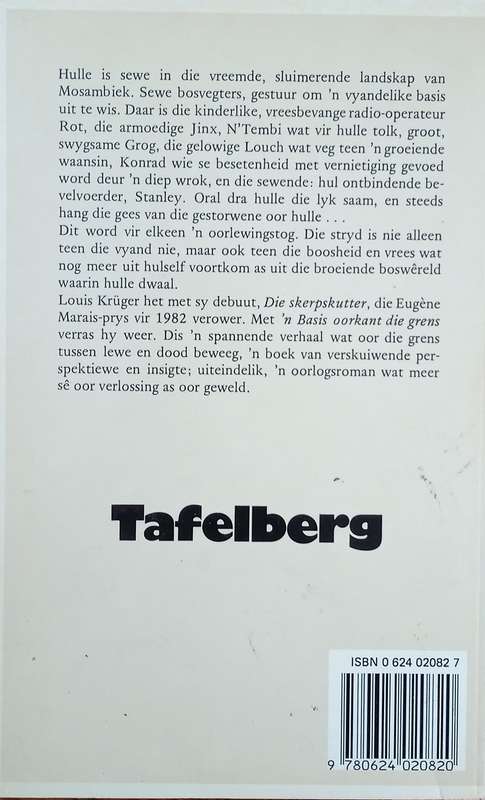 Hulle is sewe in die vreemde, sluimerende landskap van
Mosambiek. Sewe bosvegters, gestuur om 'n vyandelike basis
uit te wis. Daar is die kinderlike, vreesbevange radio-operateur
Rot, die armoedige Jinx, N'Tembi wat vir hulle tolk, groot,
swygsame Grog, die gelowige Louch wat veg teen 'n groeiende
waansin, Konrad wie se besetenheid met vernietiging gevoed
word deur 'n diep wrok, en die sewende: hul ontbindende be-
velvoerder, Stanley. Oral dra hulle die lyk saam, en steeds
hang die gees van die gestorwene oor hulle . . .
Dit word vir elkeen 'n oorlewingstog. Die stryd is nie alleen
teen die vyand nie, maar ook teen die boosheid en vrees wat
nog meer uit hulself voortkom as uit die broeiende boswêreld
waarin hulle dwaal.
Louis Krüger het met sy debuut, Die skerpskutter, die Eugène
Marais-prys vir 1982 verower. Met 'n Basis oorkant die grens
verras hy weer. Dis 'n spannende verhaal wat oor die grens
tussen lewe en dood beweeg, 'n boek van verskuiwende per-
spektiewe en insigte; uiteindelik, 'n oorlogsroman wat meer
sê oor verlossing as oor geweld.
Tafelberg
ISBN 0 624 02082 7
9 780624 020820